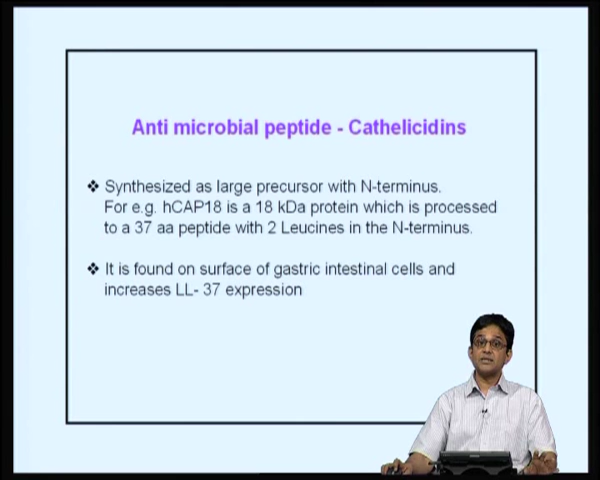 Anti microbial peptide - Cathelicidins
❖ Synthesized as large precursor with N-terminus.
For e.g. hCAP18 is a 18 kDa protein which is processed
to a 37 aa peptide with 2 Leucines in the N-terminus.
❖ It is found on surface of gastric intestinal cells and
increases LL- 37 expression